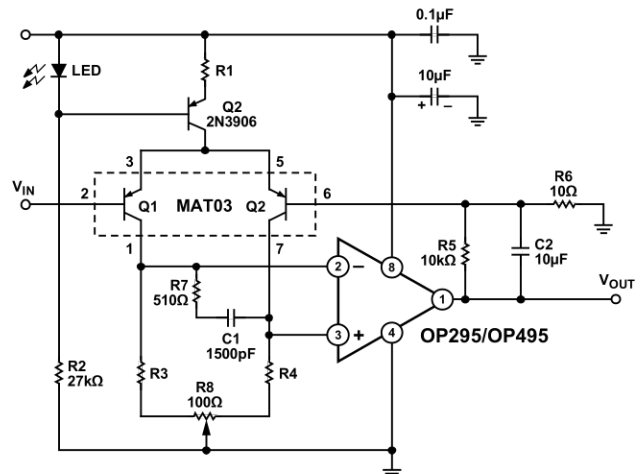 0.1µF
LED
R1
10µF
+ −
Q2
2N3906
3
5
R6
10Ω
V_IN
2
Q1
MAT03
Q2
6
1
7
R5
10kΩ
C2
10µF
R7
510Ω
2 −
8
V_OUT
1
C1
1500pF
3 +
4
OP295/OP495
R2
27kΩ
R3
R8
100Ω
R4